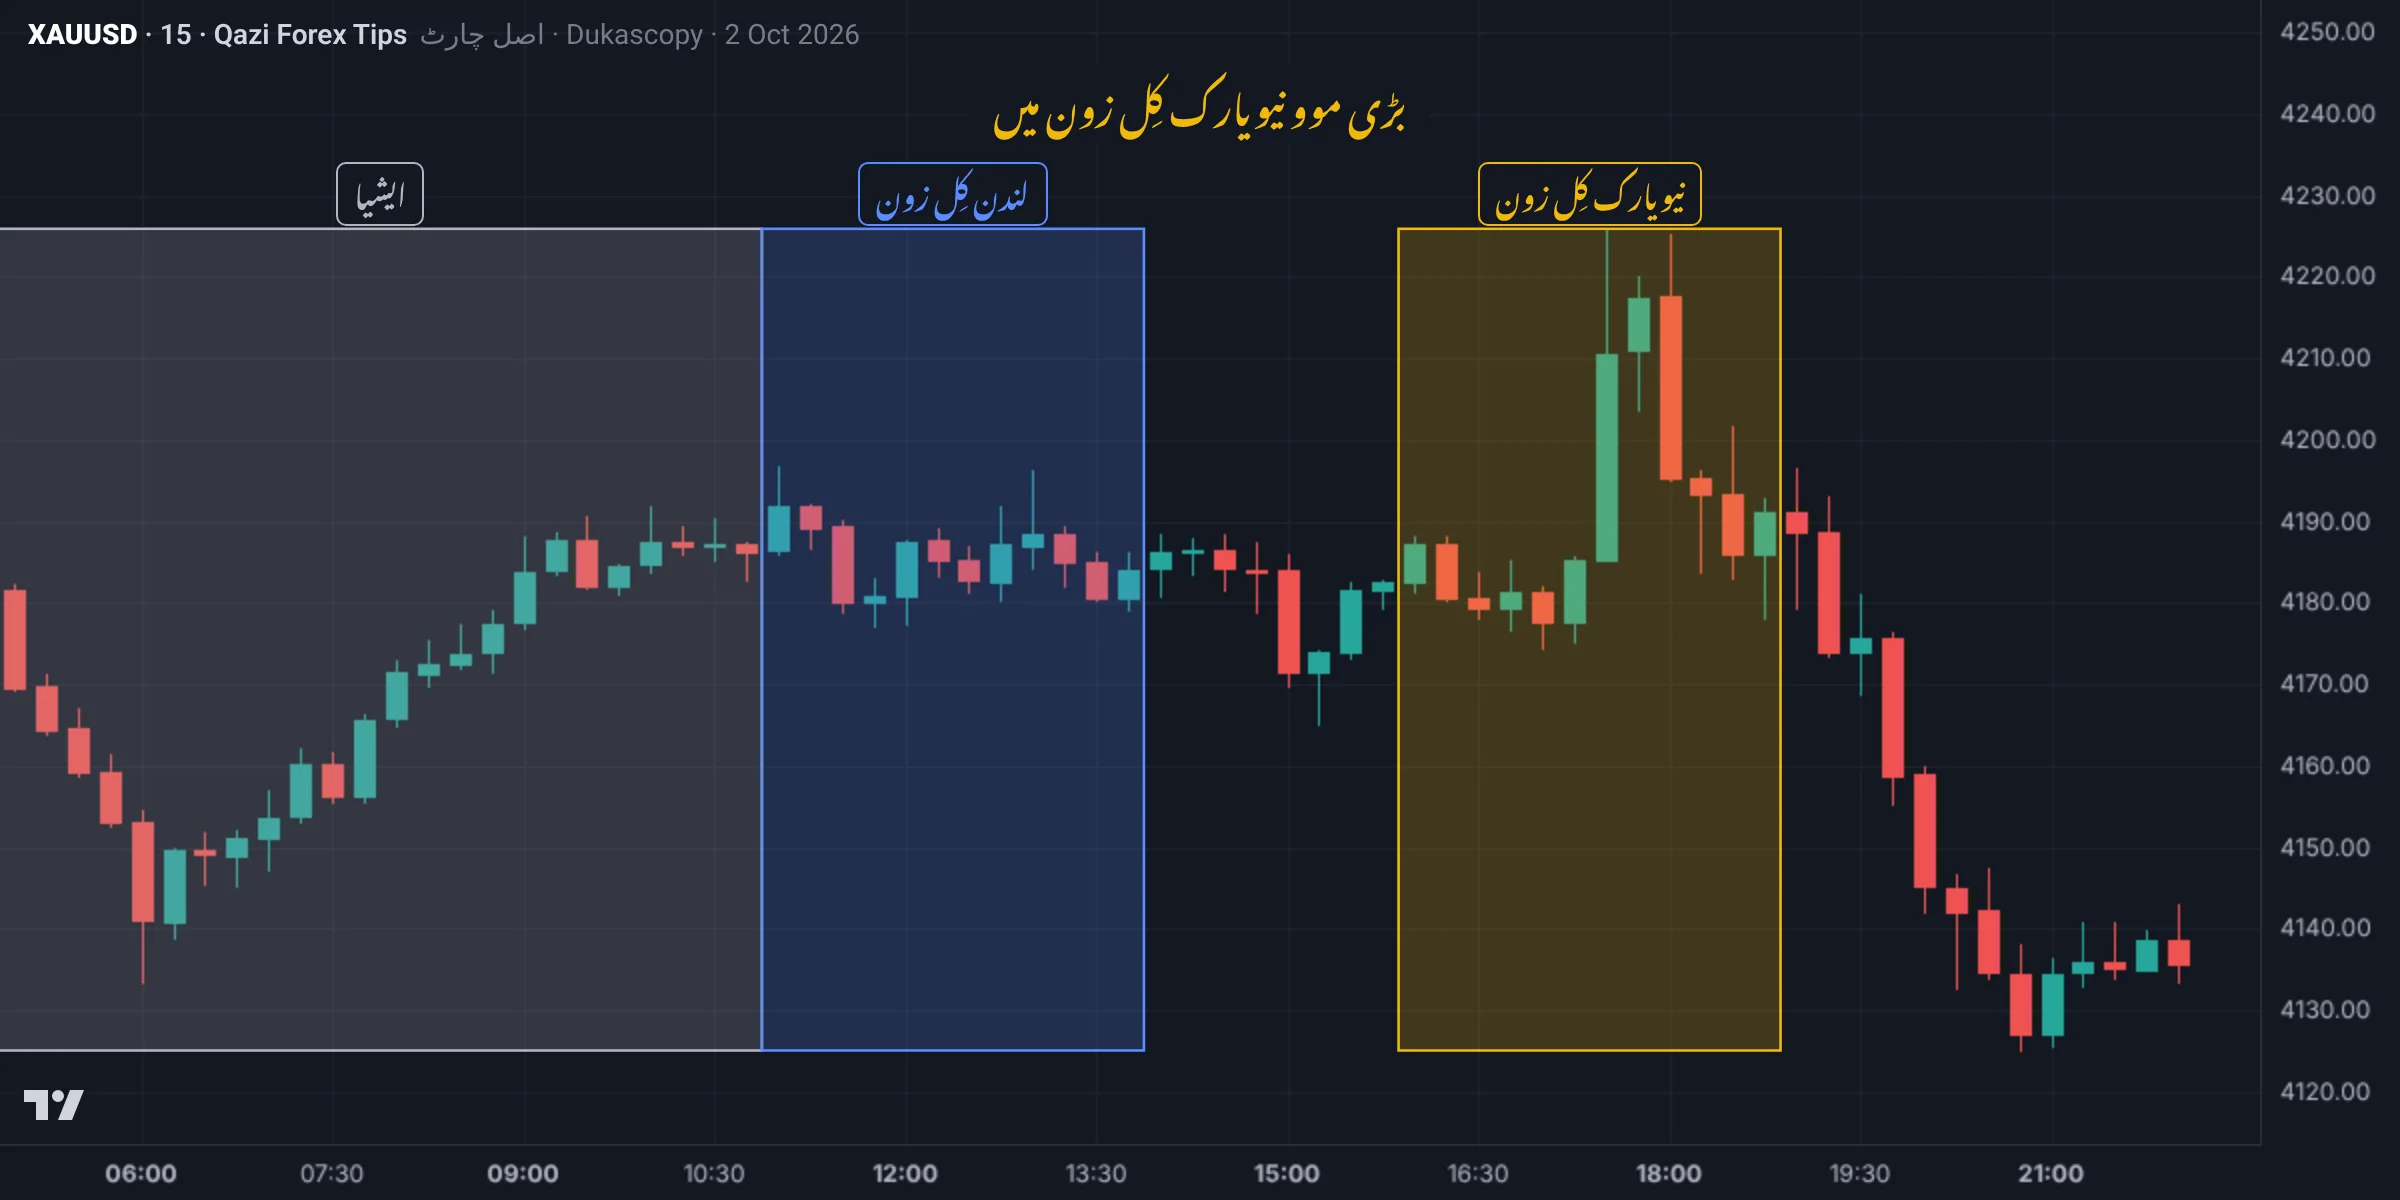 XAUUSD · 15 · Qazi Forex Tips اصل چارٹ · Dukascopy · 2 Oct 2026
بڑی موو نیویارک کِل زون میں
ایشیا
لندن کِل زون
نیویارک کِل زون
4250.00
4240.00
4230.00
4220.00
4210.00
4200.00
4190.00
4180.00
4170.00
4160.00
4150.00
4140.00
4130.00
4120.00
06:00 07:30 09:00 10:30 12:00 13:30 15:00 16:30 18:00 19:30 21:00